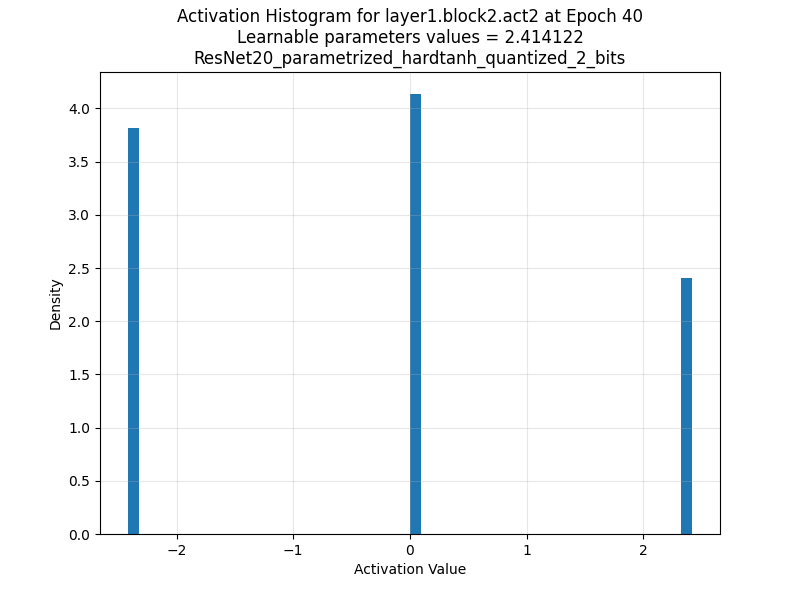 Activation Histogram for layer1.block2.act2 at Epoch 40
Learnable parameters values = 2.414122
ResNet20_parametrized_hardtanh_quantized_2_bits
4.0
3.5
3.0
2.5
2.0
1.5
1.0
0.5
0.0
Density
−2
−1
0
1
2
Activation Value